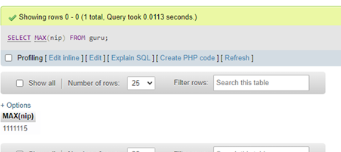 Showing rows 0 - 0 (1 total, Query took 0.0113 seconds.)
SELECT MAX(nip) FROM guru;
Profiling [ Edit inline ] [ Edit ] [ Explain SQL ] [ Create PHP code ] [ Refresh ]
Show all Number of rows: 25 Filter rows: Search this table
+ Options
MAX(nip)
1111115